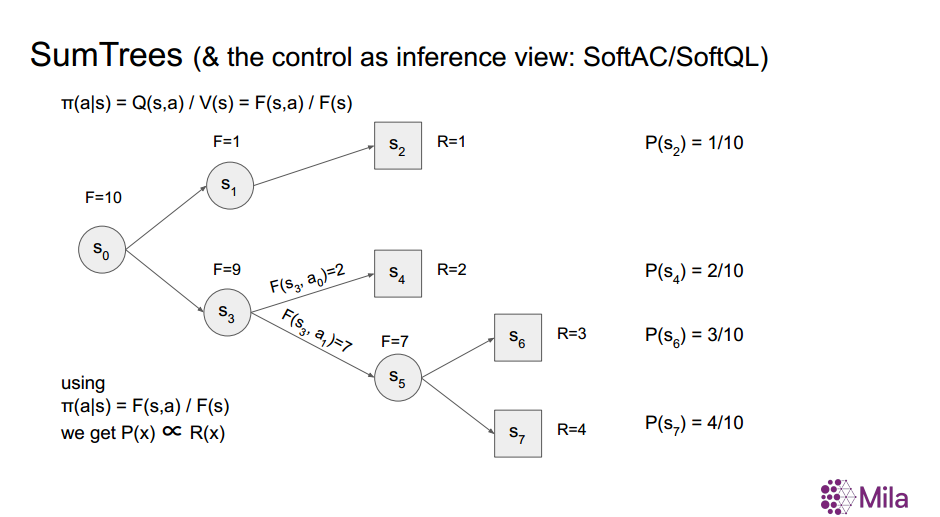 SumTrees (& the control as inference view: SoftAC/SoftQL)
π(a|s) = Q(s,a) / V(s) = F(s,a) / F(s)
F=1
s₂
R=1
P(s₂) = 1/10
s₁
F=10
s₀
F=9
F(s₃, a₀)=2
s₄
R=2
P(s₄) = 2/10
s₃
F(s₃, a₁)=7
F=7
s₆
R=3
P(s₆) = 3/10
s₅
using
π(a|s) = F(s,a) / F(s)
we get P(x) ∝ R(x)
s₇
R=4
P(s₇) = 4/10
Mila